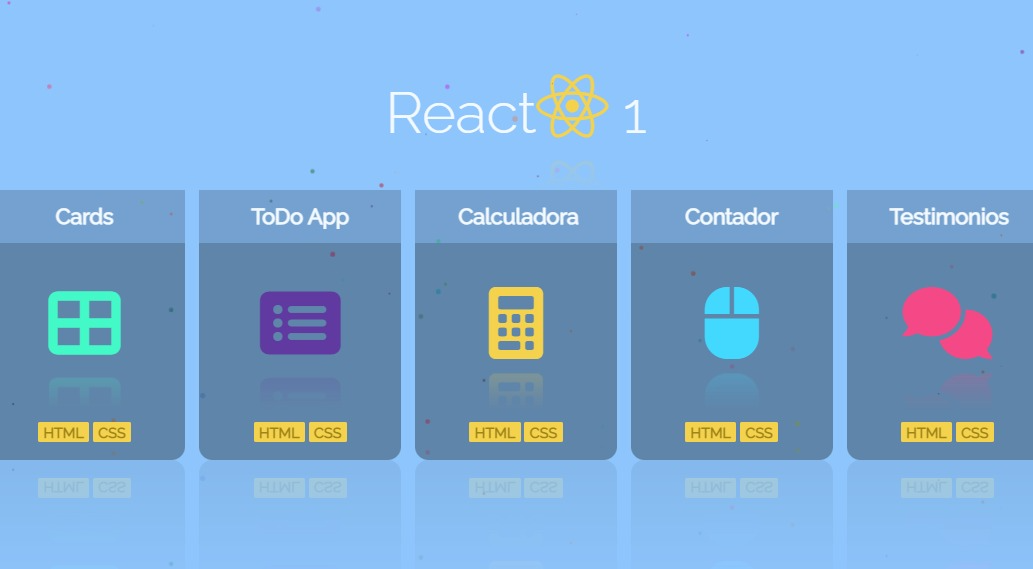 React 1
Cards
ToDo App
Calculadora
Contador
Testimonios
HTML CSS
HTML CSS
HTML CSS
HTML CSS
HTML CSS